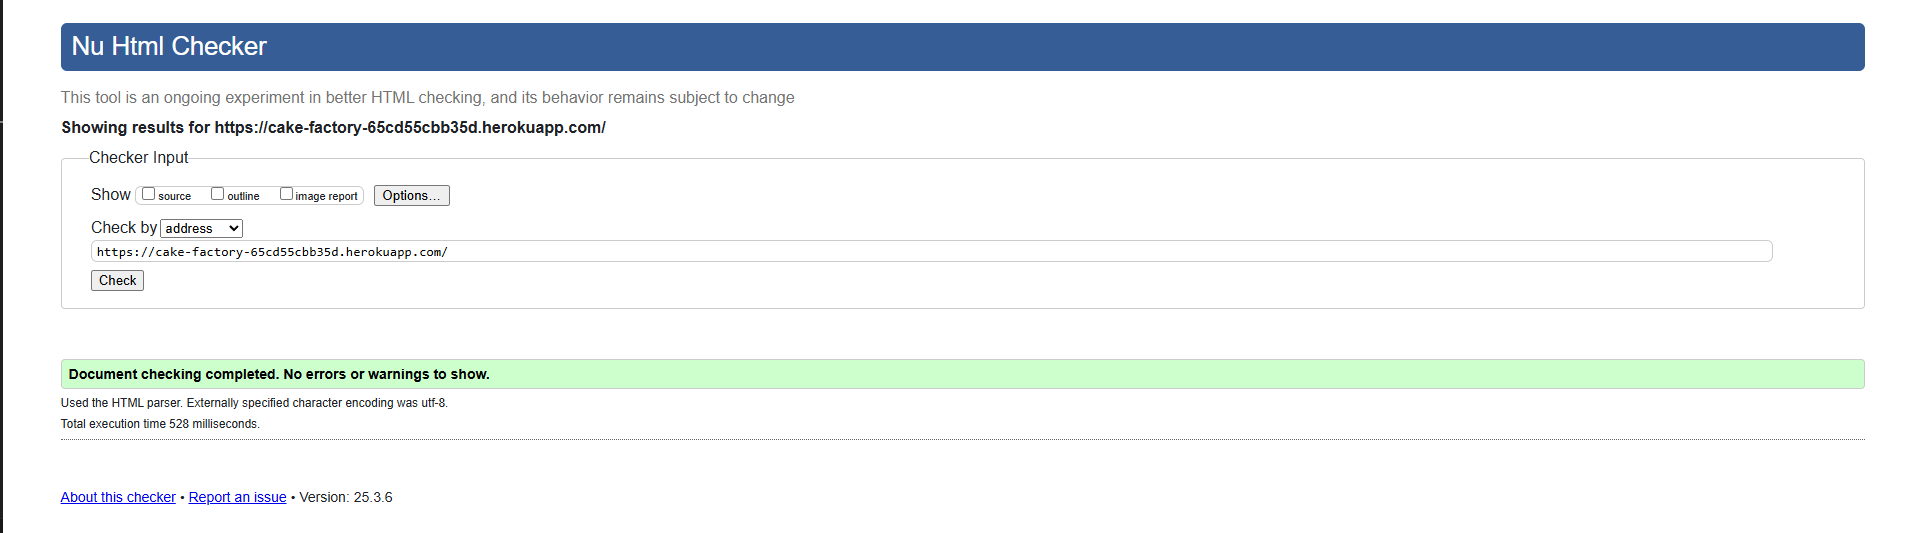 Nu Html Checker
This tool is an ongoing experiment in better HTML checking, and its behavior remains subject to change
Showing results for https://cake-factory-65cd55cbb35d.herokuapp.com/
Checker Input
Show source outline image report Options...
Check by address
https://cake-factory-65cd55cbb35d.herokuapp.com/
Check
Document checking completed. No errors or warnings to show.
Used the HTML parser. Externally specified character encoding was utf-8.
Total execution time 528 milliseconds.
About this checker • Report an issue • Version: 25.3.6